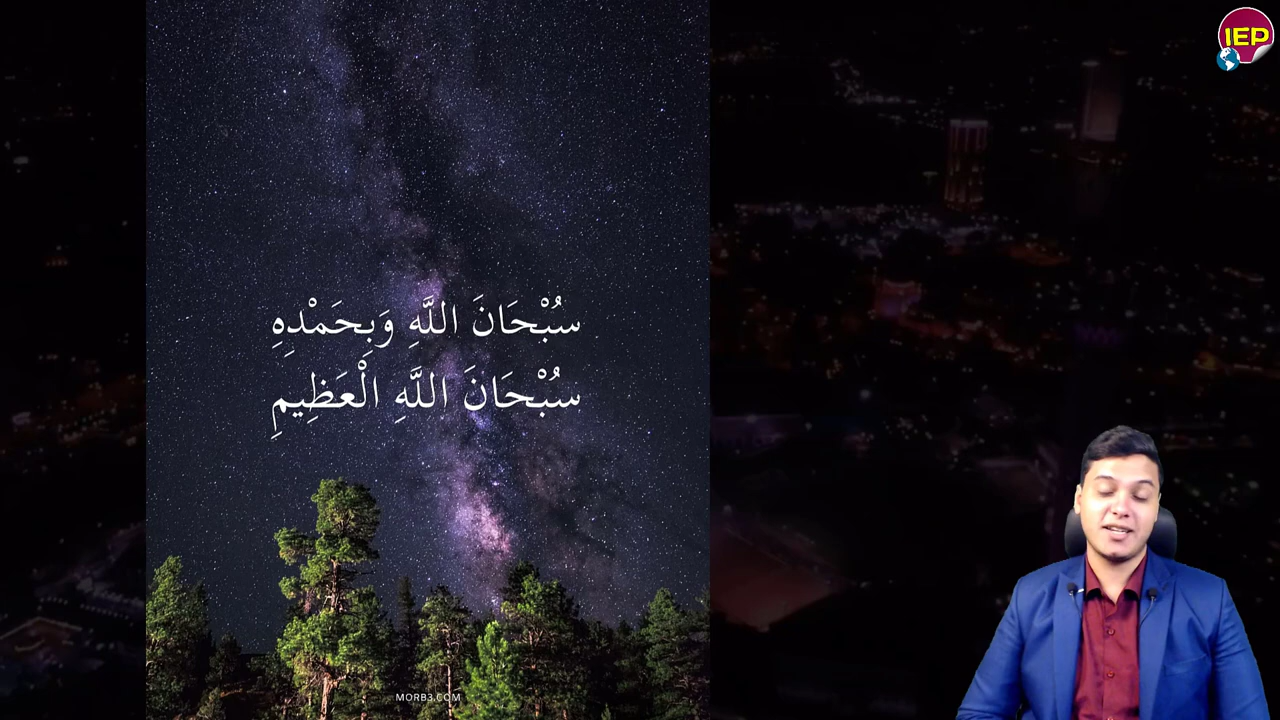 IEP
سُبْحَانَ اللَّهِ وَبِحَمْدِهِ
سُبْحَانَ اللَّهِ الْعَظِيمِ
MORB3.COM